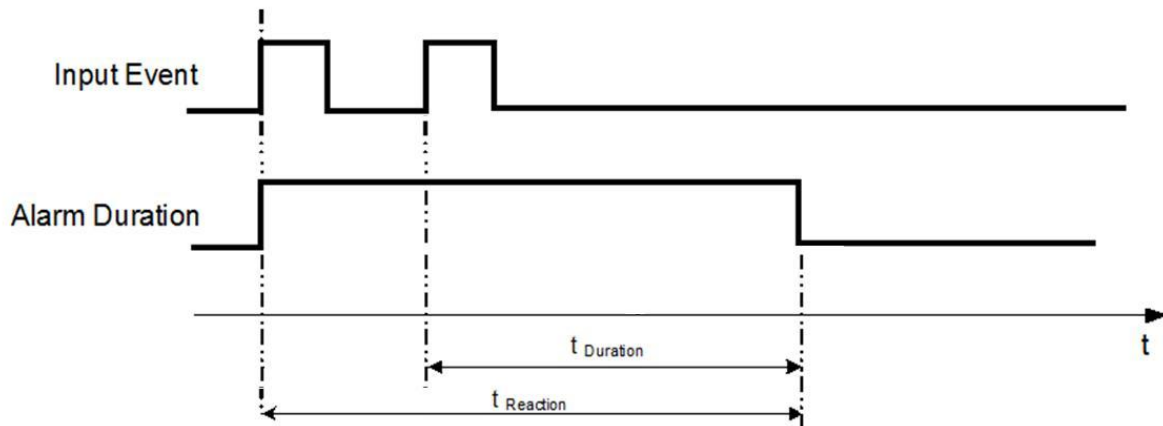 Input Event
Alarm Duration
t
t Duration
t Reaction